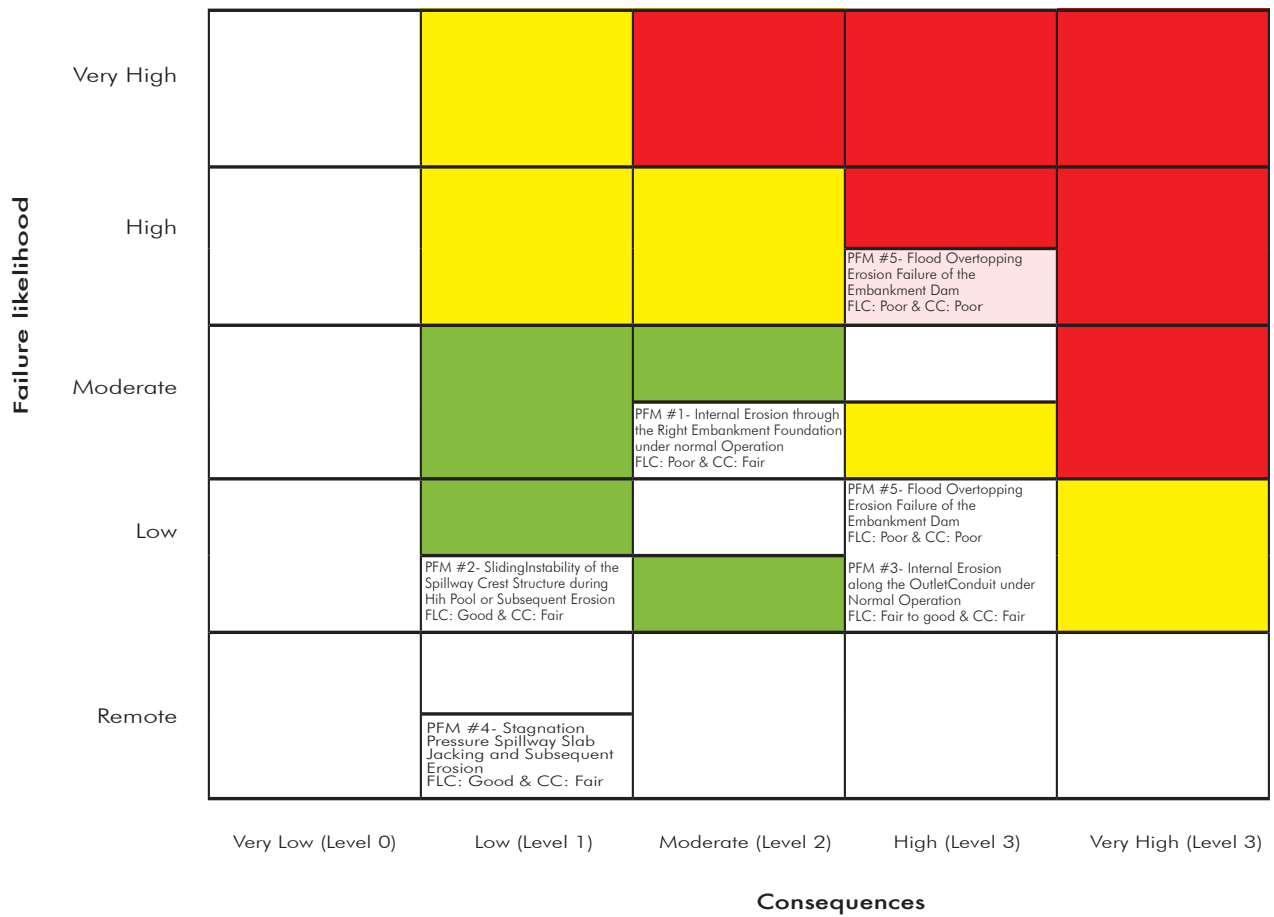 Very High
High
PFM #5- Flood Overtopping
Erosion Failure of the
Embankment Dam
FLC: Poor & CC: Poor
Failure likelihood
Moderate
PFM #1- Internal Erosion through
the Right Embankment Foundation
under normal Operation
FLC: Poor & CC: Fair
Low
PFM #5- Flood Overtopping
Erosion Failure of the
Embankment Dam
FLC: Poor & CC: Poor
PFM #2- SlidingInstability of the
Spillway Crest Structure during
Hih Pool or Subsequent Erosion
FLC: Good & CC: Fair
PFM #3- Internal Erosion
along the OutletConduit under
Normal Operation
FLC: Fair to good & CC: Fair
Remote
PFM #4- Stagnation
Pressure Spillway Slab
Jacking and Subsequent
Erosion
FLC: Good & CC: Fair
Very Low (Level 0)
Low (Level 1)
Moderate (Level 2)
High (Level 3)
Very High (Level 3)
Consequences